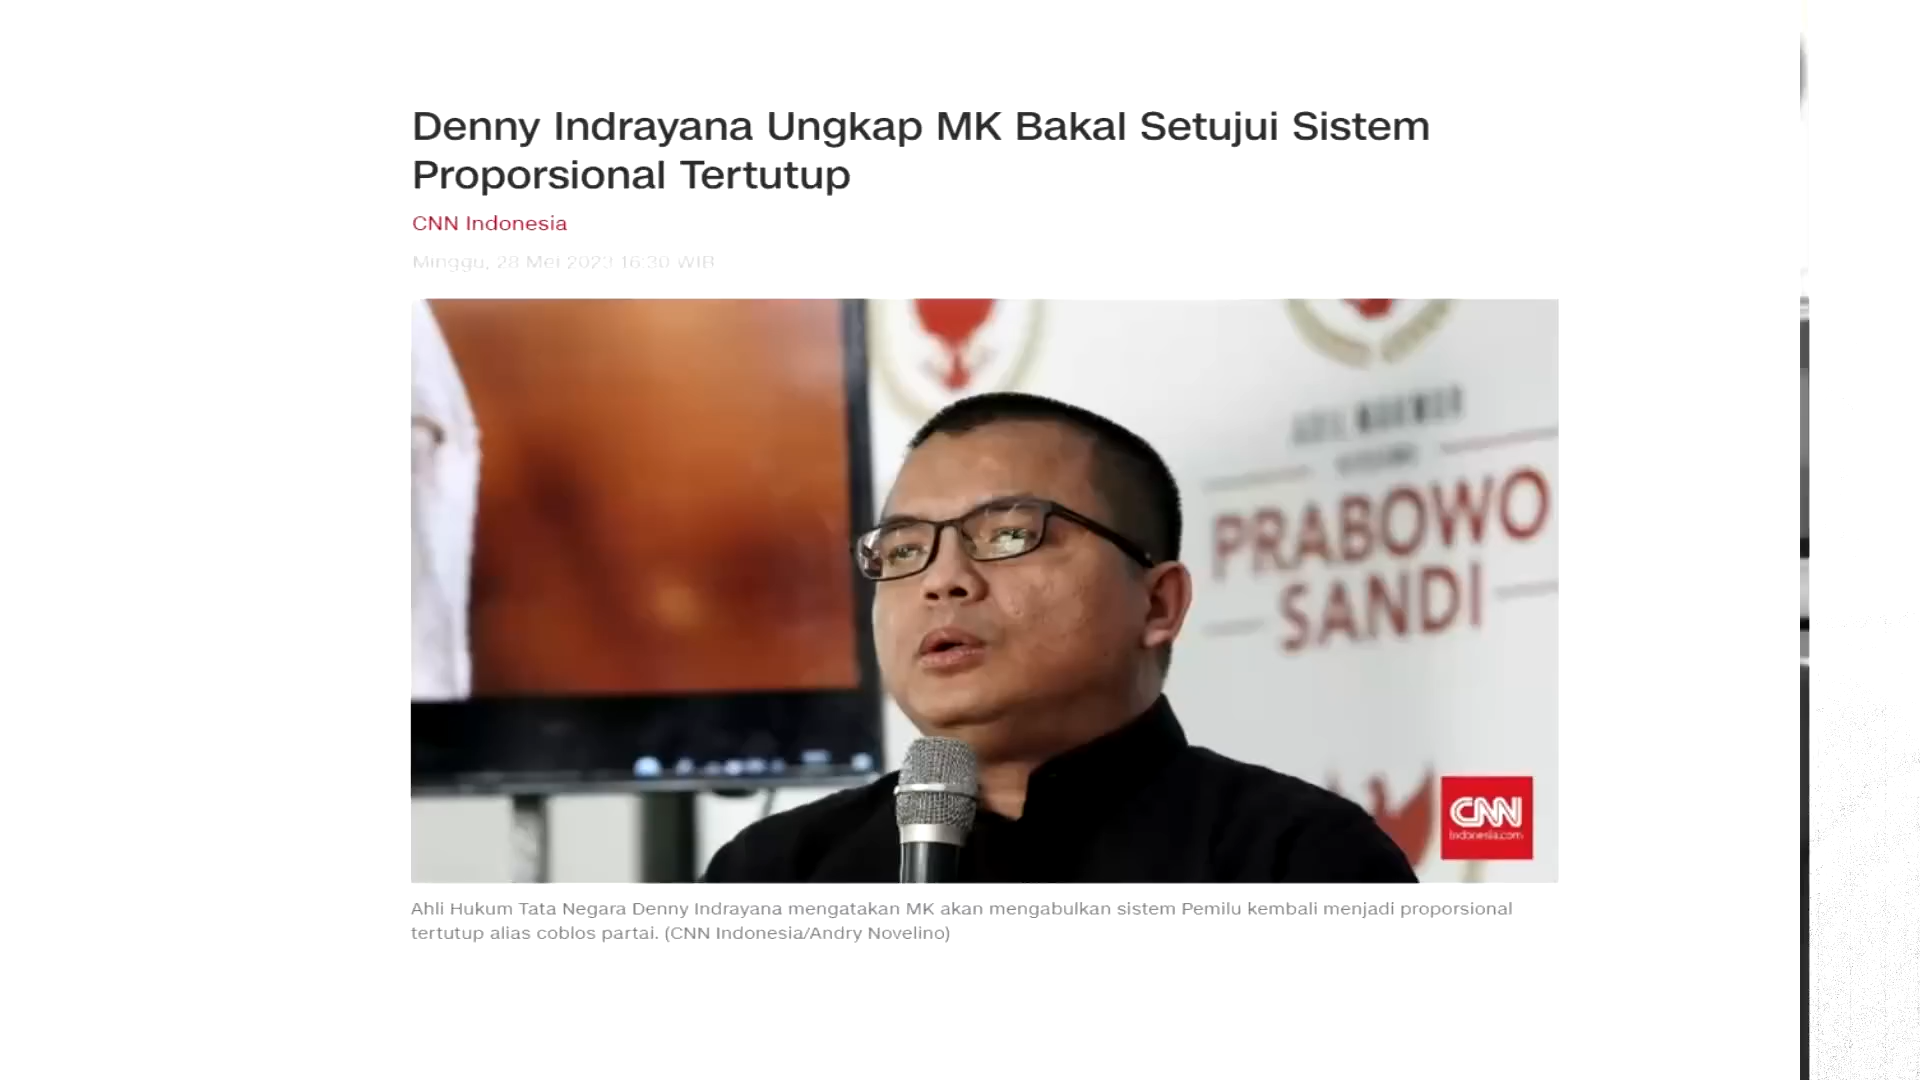 Denny Indrayana Ungkap MK Bakal Setujui Sistem
Proporsional Tertutup
CNN Indonesia
Minggu, 28 Mei 2023 16:30 WIB
PRABOWO
SANDI
CNN
Indonesia.com
Ahli Hukum Tata Negara Denny Indrayana mengatakan MK akan mengabulkan sistem Pemilu kembali menjadi proporsional
tertutup alias coblos partai. (CNN Indonesia/Andry Novelino)